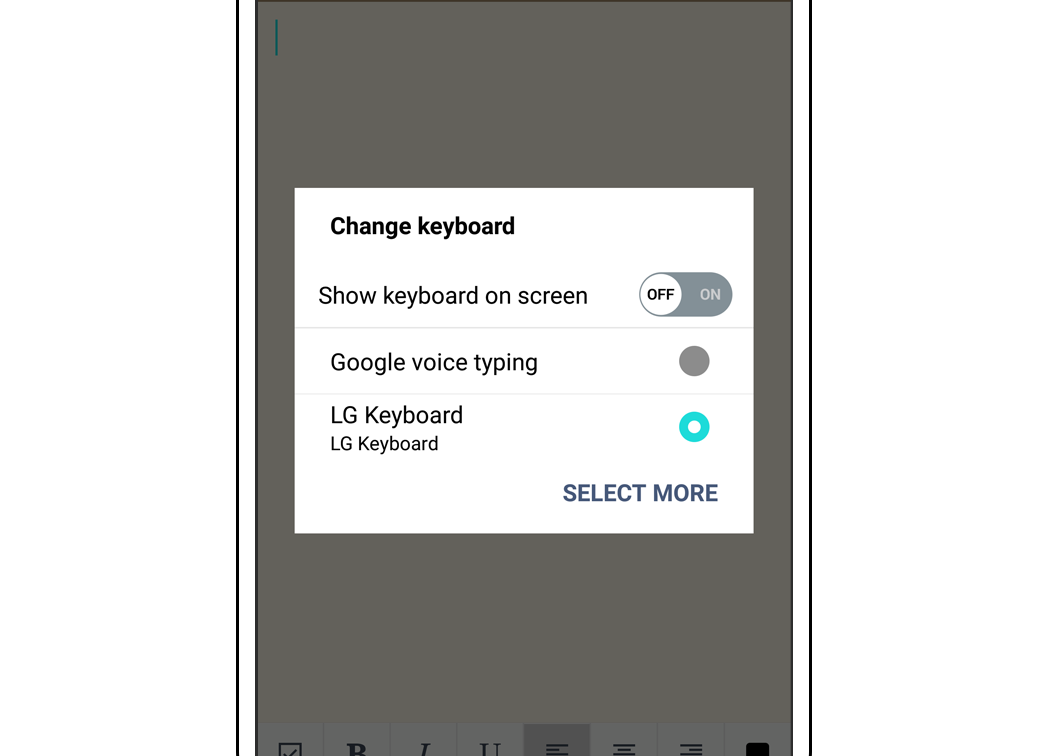 Change keyboard
Show keyboard on screen OFF ON
Google voice typing
LG Keyboard
LG Keyboard
SELECT MORE
B I U